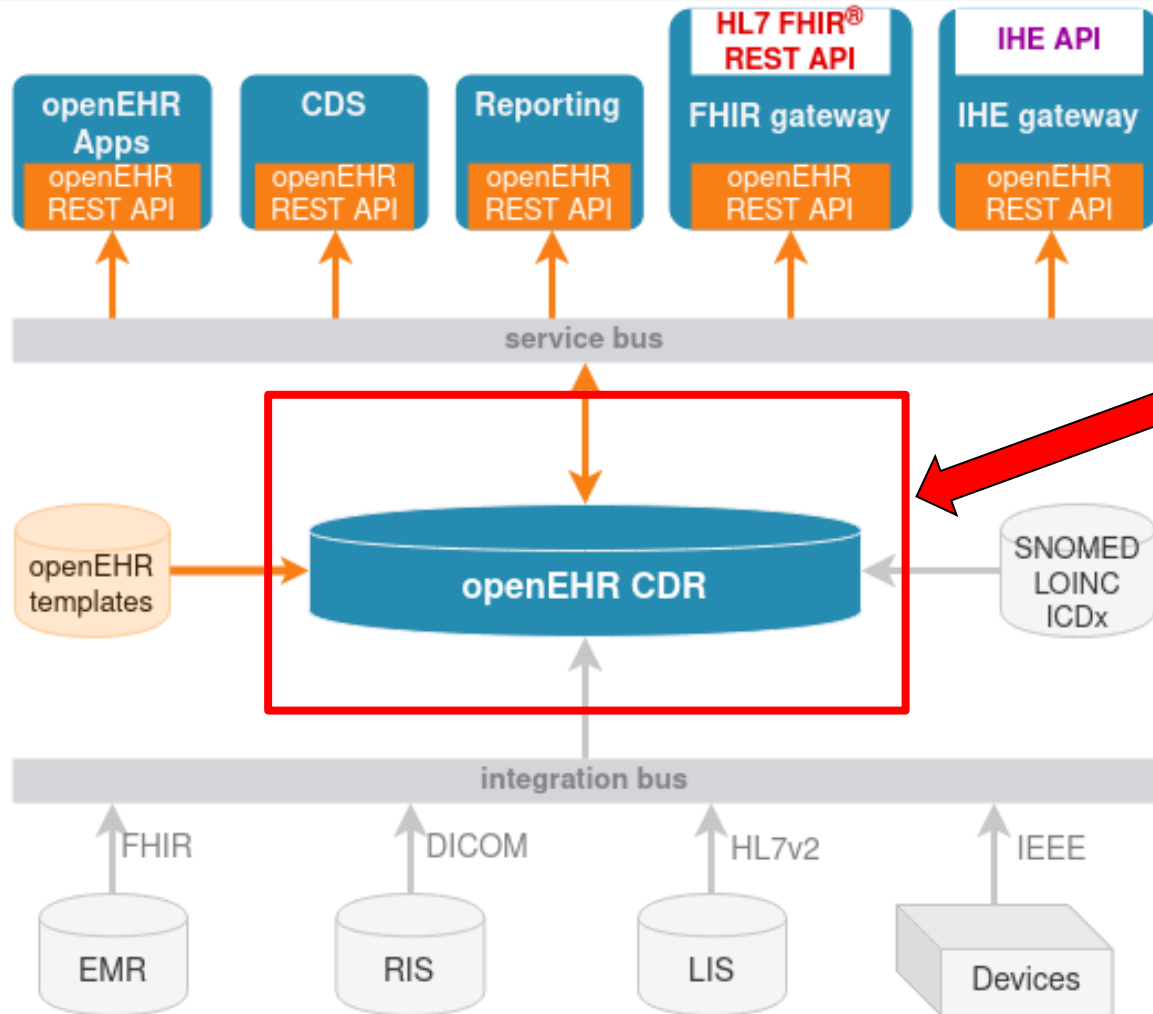 HL7 FHIR®
REST API
IHE API
openEHR
Apps
CDS
Reporting
FHIR gateway
IHE gateway
openEHR
REST API
openEHR
REST API
openEHR
REST API
openEHR
REST API
openEHR
REST API
service bus
openEHR
templates
openEHR CDR
SNOMED
LOINC
ICDx
integration bus
FHIR
DICOM
HL7v2
IEEE
EMR
RIS
LIS
Devices